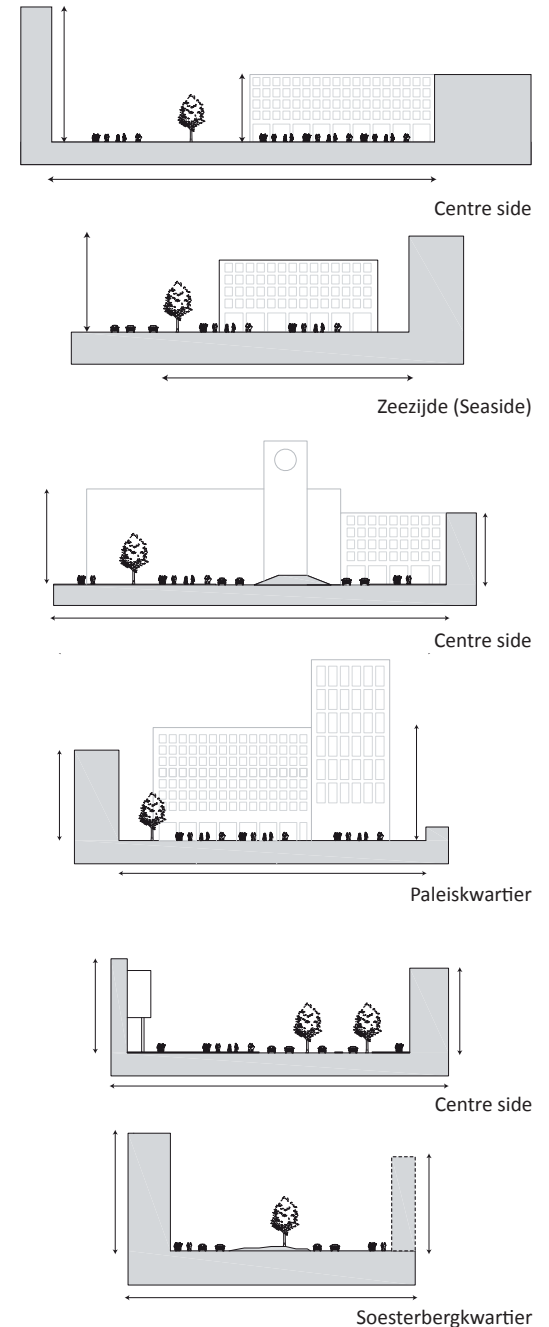 Centre side
Zeezijde (Seaside)
Centre side
Paleiskwartier
Centre side
Soesterbergkwartier